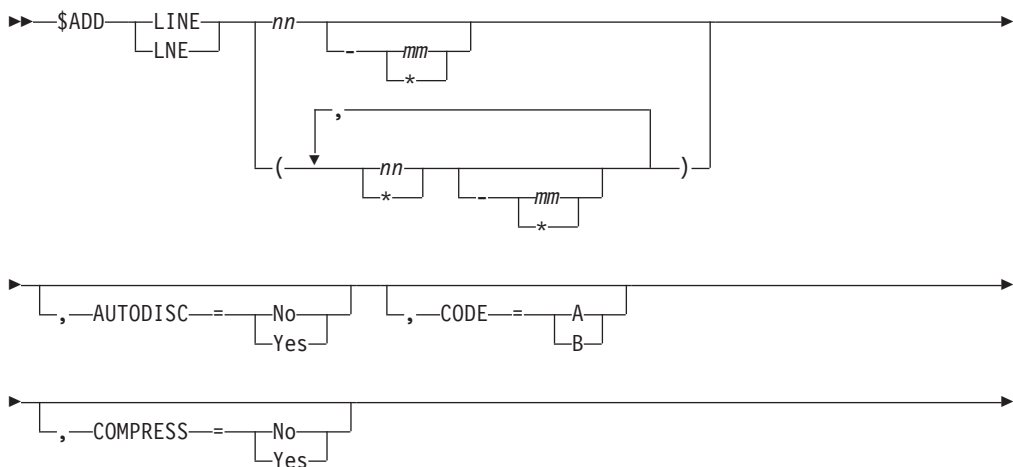 $ADD LINE nn
LNE - mm
*
,
( nn )
* - mm
*
, AUTODISC = No , CODE = A
Yes B
, COMPRESS = No
Yes